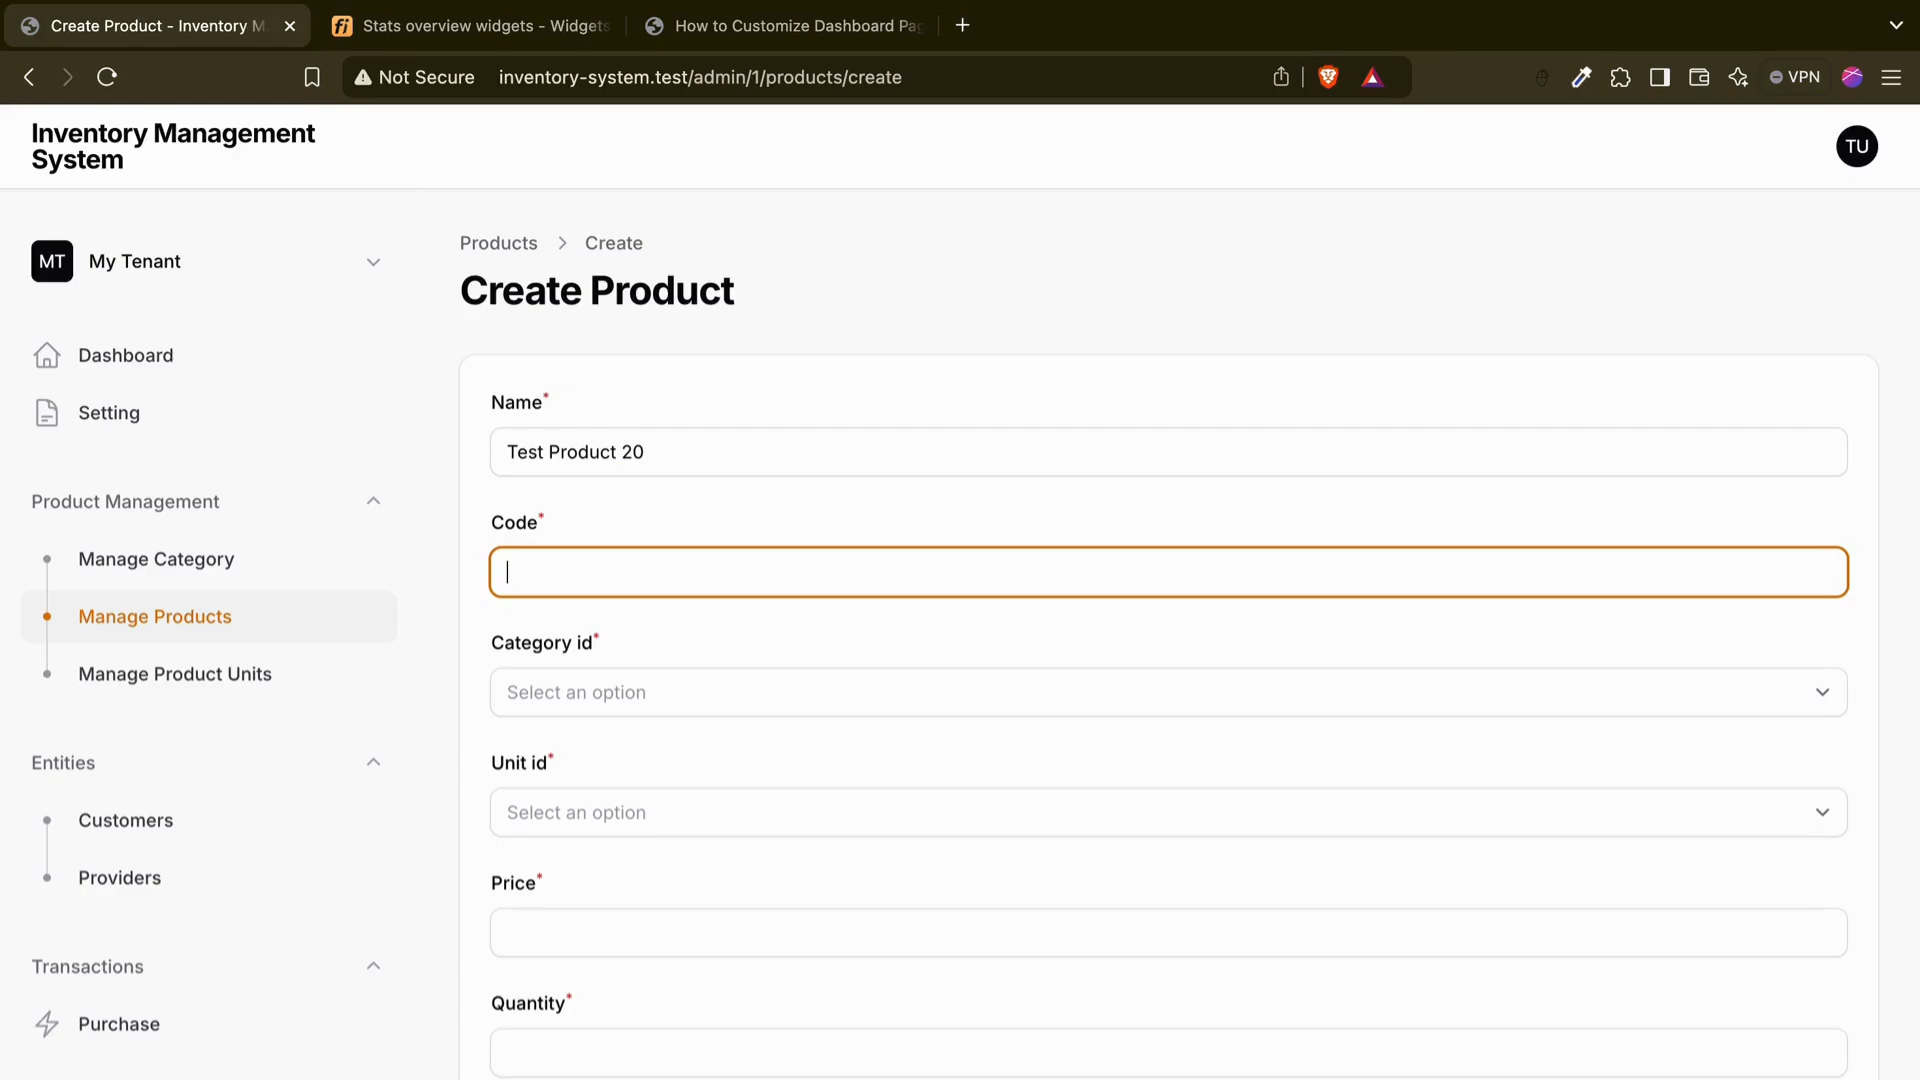 Create Product - Inventory M
Stats overview widgets - Widgets
How to Customize Dashboard Pag
Not Secure
inventory-system.test/admin/1/products/create
VPN
Inventory Management
System
TU
MT
My Tenant
Dashboard
Setting
Product Management
Manage Category
Manage Products
Manage Product Units
Entities
Customers
Providers
Transactions
Purchase
Products > Create
Create Product
Name*
Test Product 20
Code*
Category id*
Select an option
Unit id*
Select an option
Price*
Quantity*